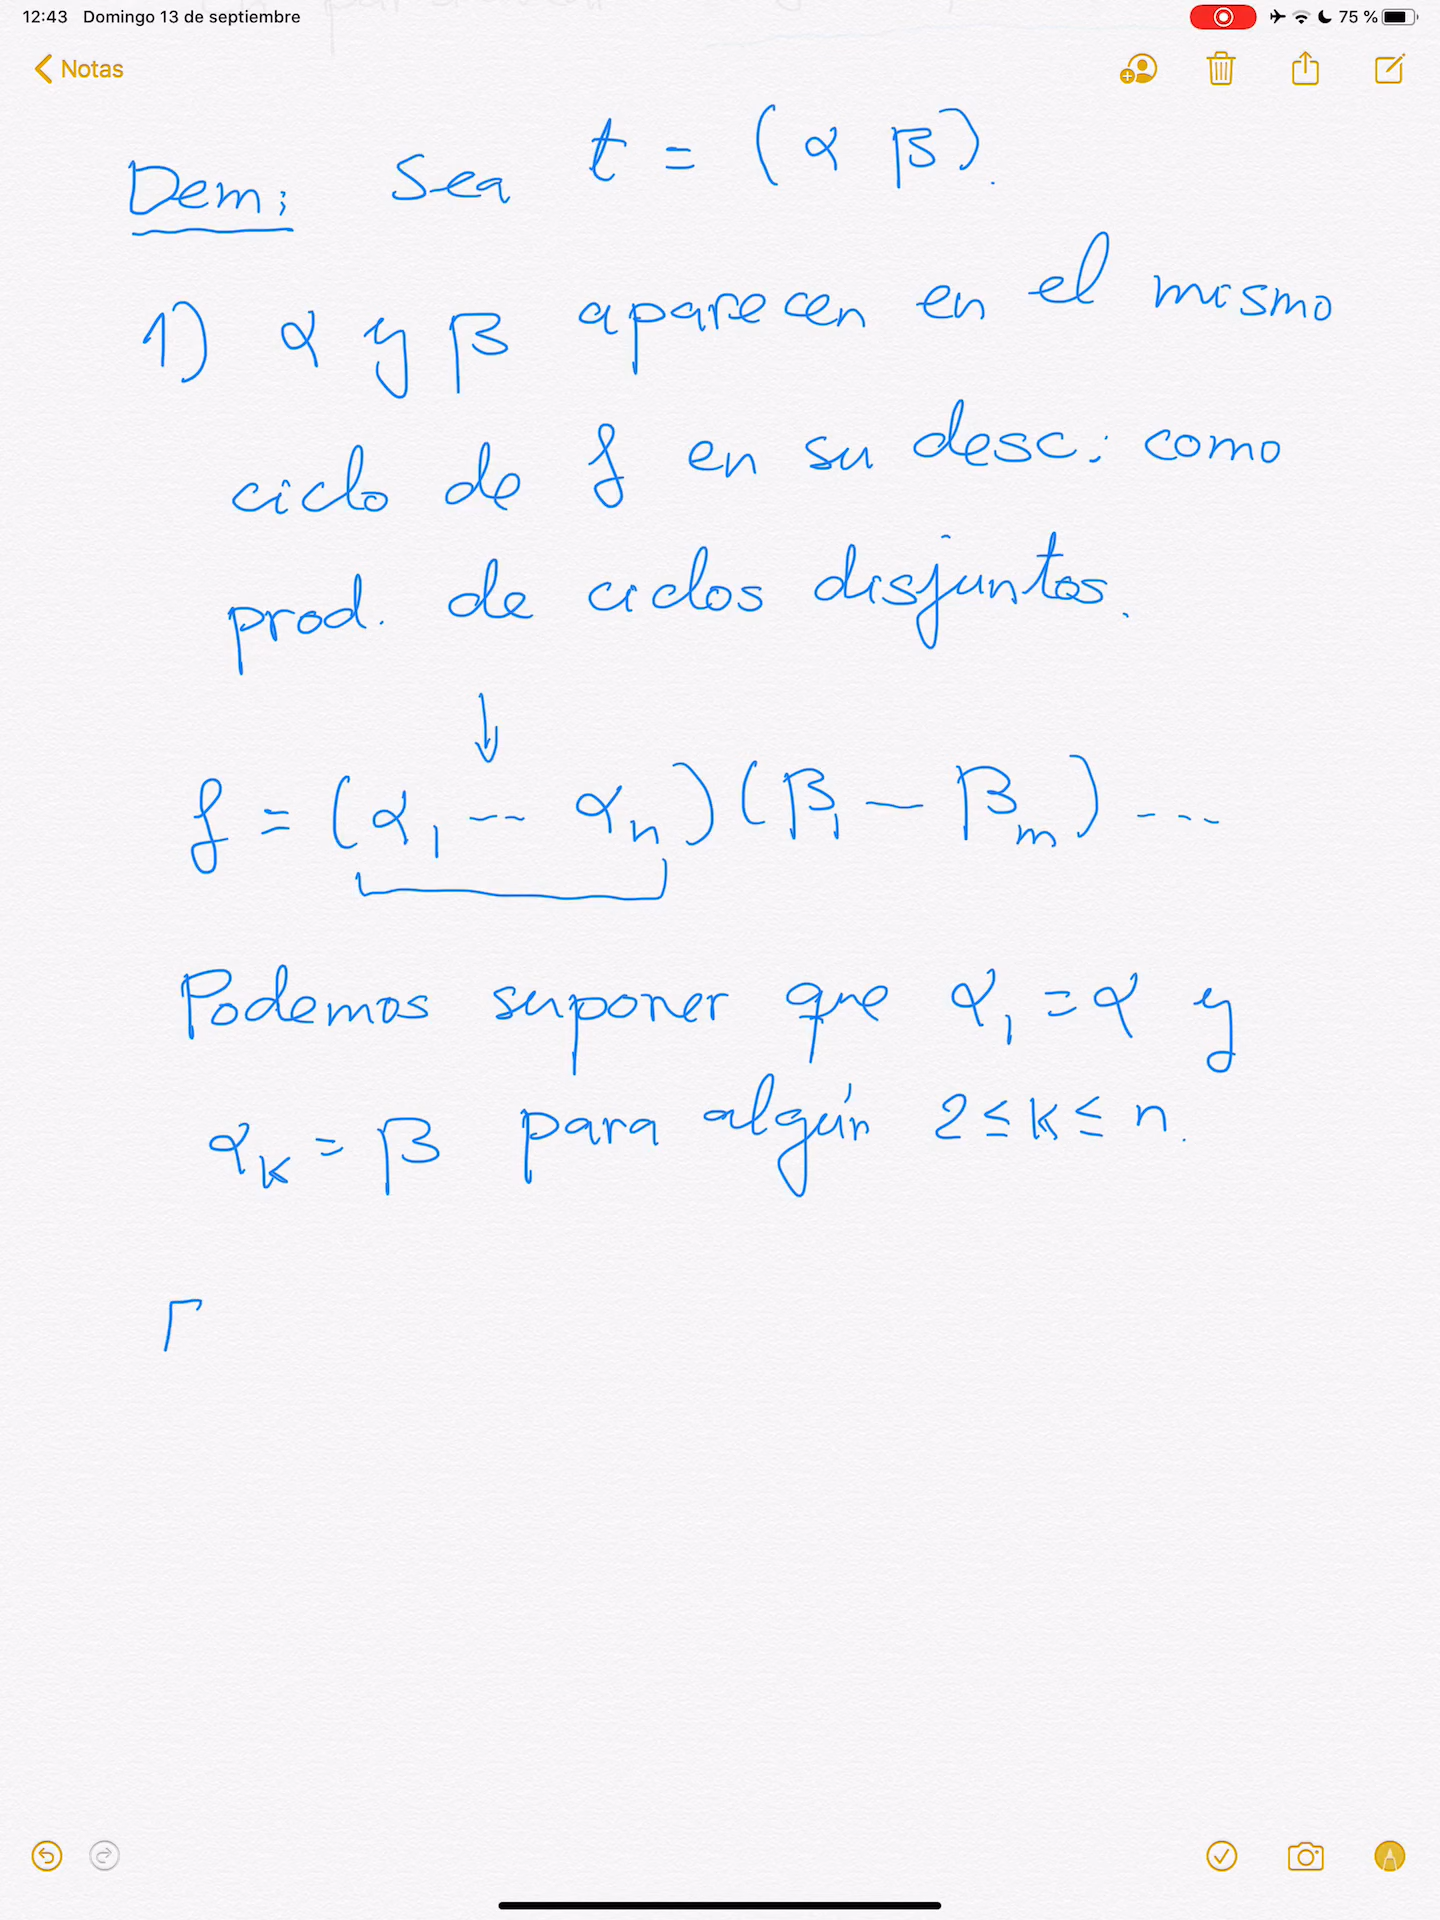 12:43 Domingo 13 de septiembre 75 %
Notas
Dem: Sea t = (α β).
1) α y β aparecen en el mismo
ciclo de f en su desc. como
prod. de ciclos disjuntos.
↓
f = (α₁ -- αₙ)(β₁ — βₘ) ---
Podemos suponer que α₁ = α y
αₖ = β para algún 2 ≤ k ≤ n.